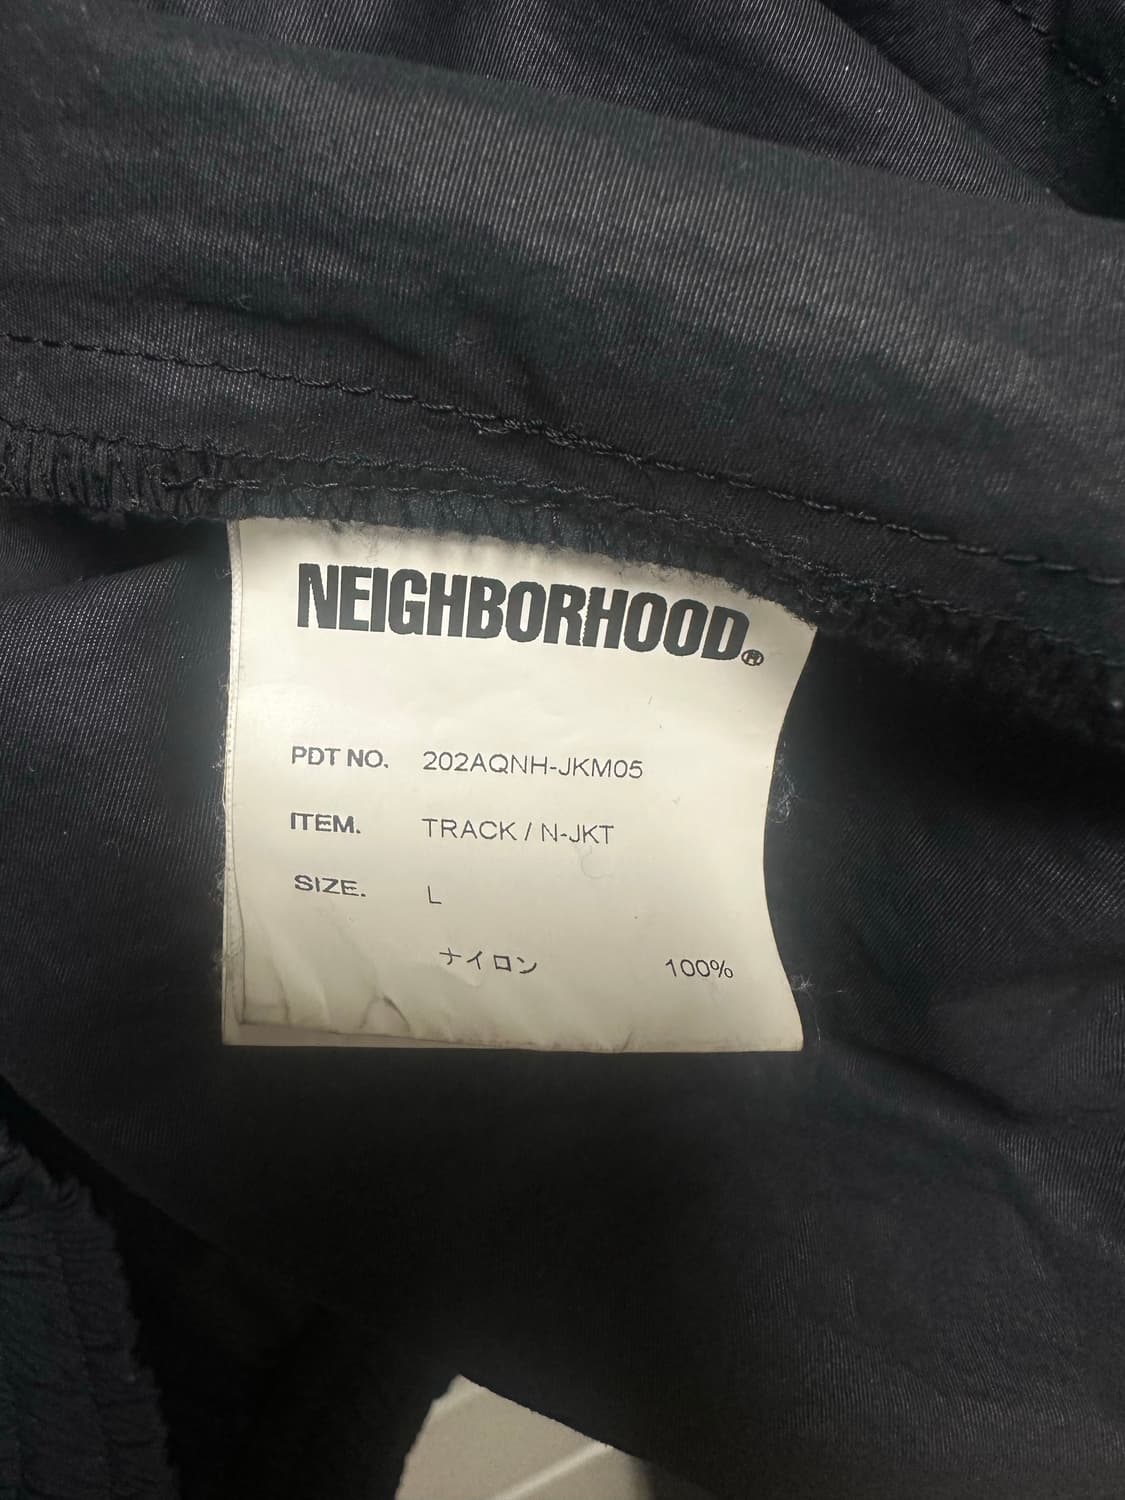 NEIGHBORHOOD.®
PDT NO. 202AQNH-JKM05
ITEM. TRACK / N-JKT
SIZE. L
ナイロン 100%